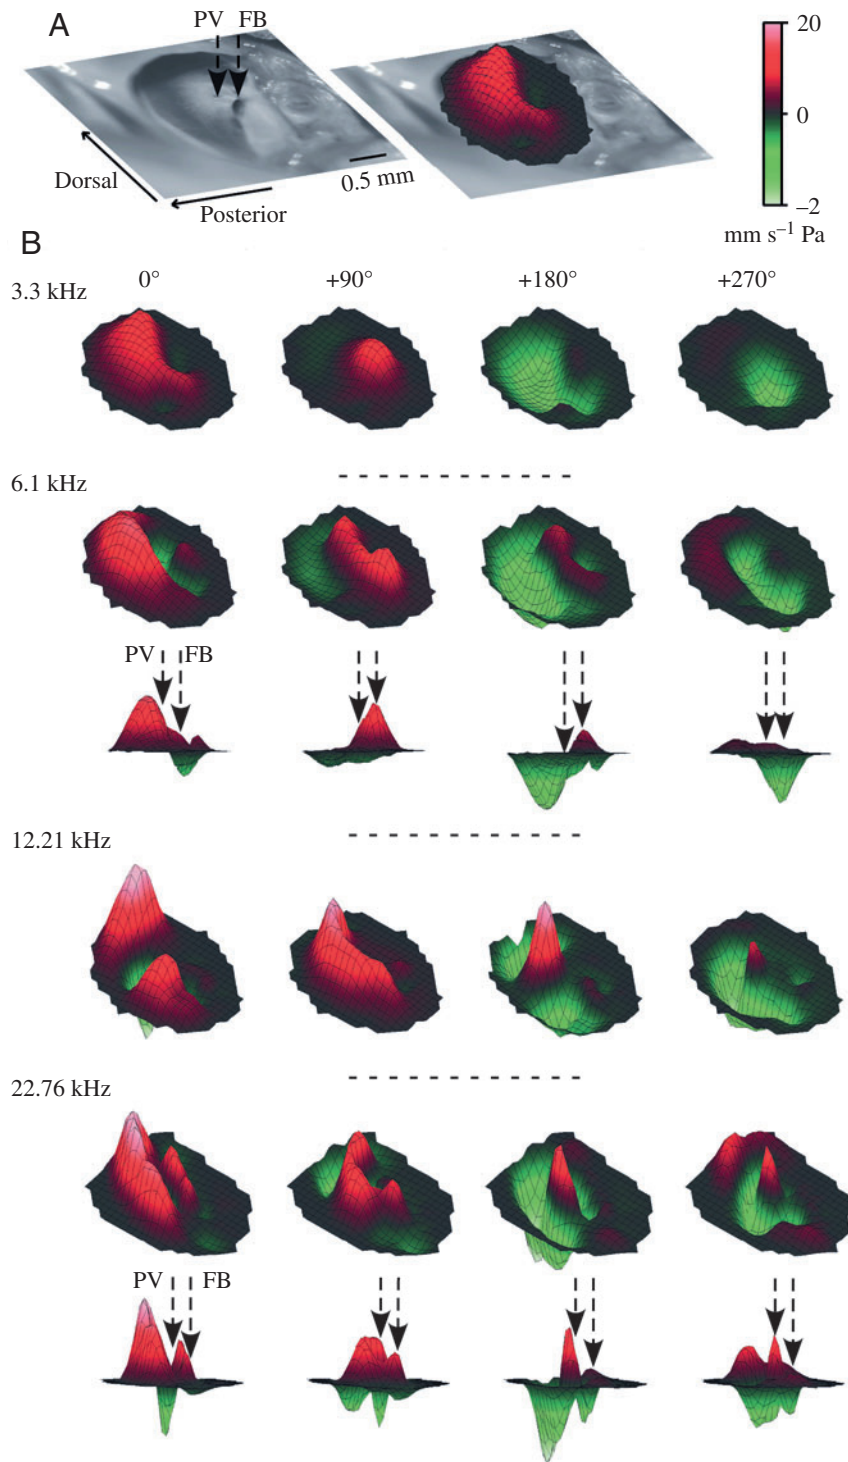 A
PV FB
20
0
–2
mm s–1 Pa
Dorsal
Posterior
0.5 mm
B
0° +90° +180° +270°
3.3 kHz
6.1 kHz
PV FB
12.21 kHz
22.76 kHz
PV FB